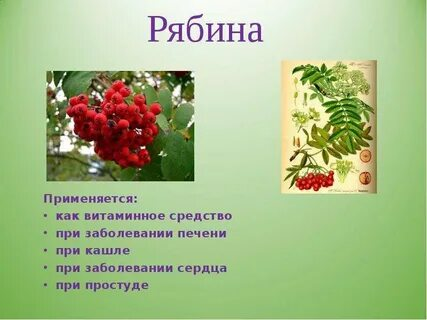 Рябина
Применяется:
• как витаминное средство
• при заболевании печени
• при кашле
• при заболевании сердца
• при простуде